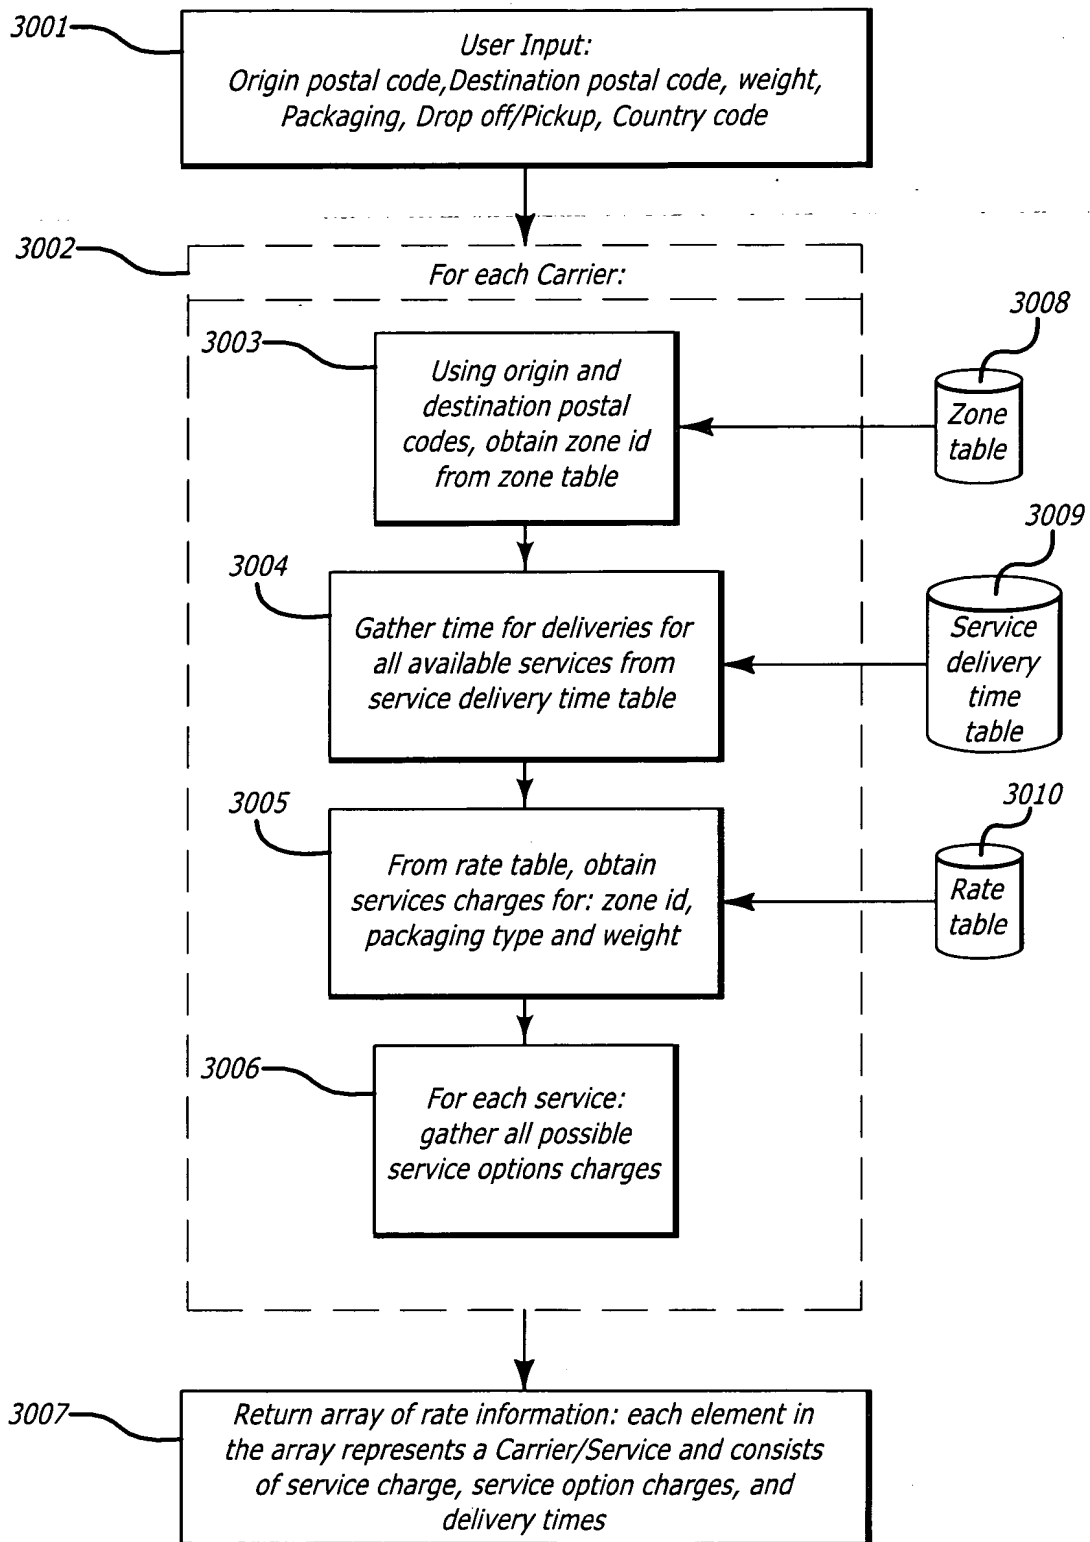 3001
User Input:
Origin postal code,Destination postal code, weight,
Packaging, Drop off/Pickup, Country code
3002
For each Carrier:
3003
Using origin and
destination postal
codes, obtain zone id
from zone table
3008
Zone
table
3004
Gather time for deliveries for
all available services from
service delivery time table
3009
Service
delivery
time
table
3005
From rate table, obtain
services charges for: zone id,
packaging type and weight
3010
Rate
table
3006
For each service:
gather all possible
service options charges
3007
Return array of rate information: each element in
the array represents a Carrier/Service and consists
of service charge, service option charges, and
delivery times